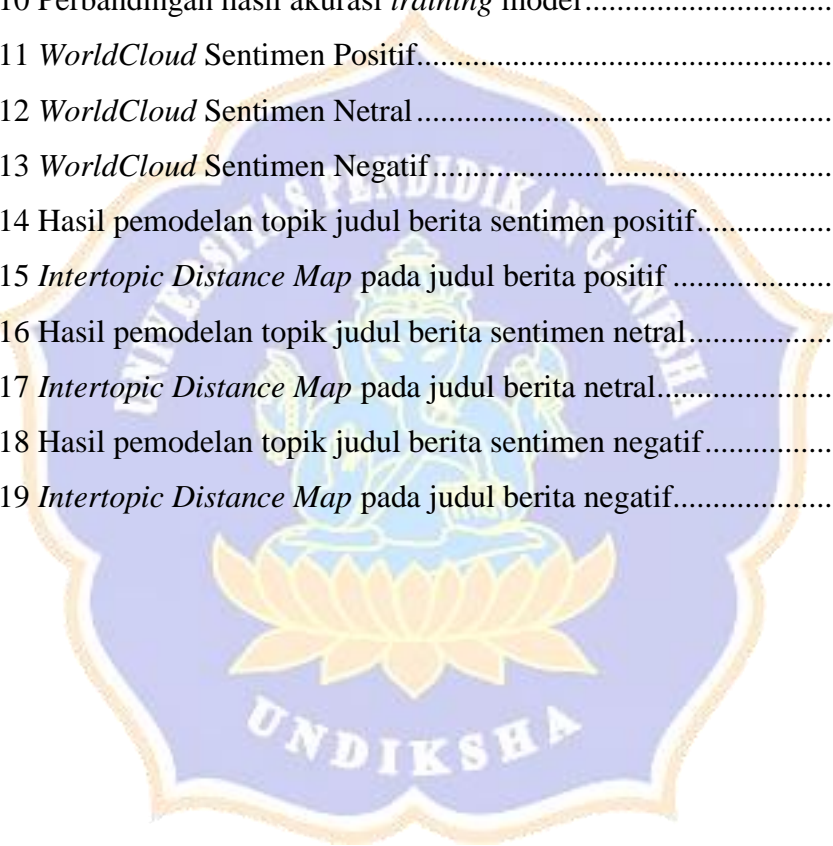 10 Perbandingan hasil akurasi training model
11 WorldCloud Sentimen Positif
12 WorldCloud Sentimen Netral
13 WorldCloud Sentimen Negatif
14 Hasil pemodelan topik judul berita sentimen positif
15 Intertopic Distance Map pada judul berita positif
16 Hasil pemodelan topik judul berita sentimen netral
17 Intertopic Distance Map pada judul berita netral
18 Hasil pemodelan topik judul berita sentimen negatif
19 Intertopic Distance Map pada judul berita negatif
UNIVERSITAS PENDIDIKAN GANESHA
UNDIKSHA